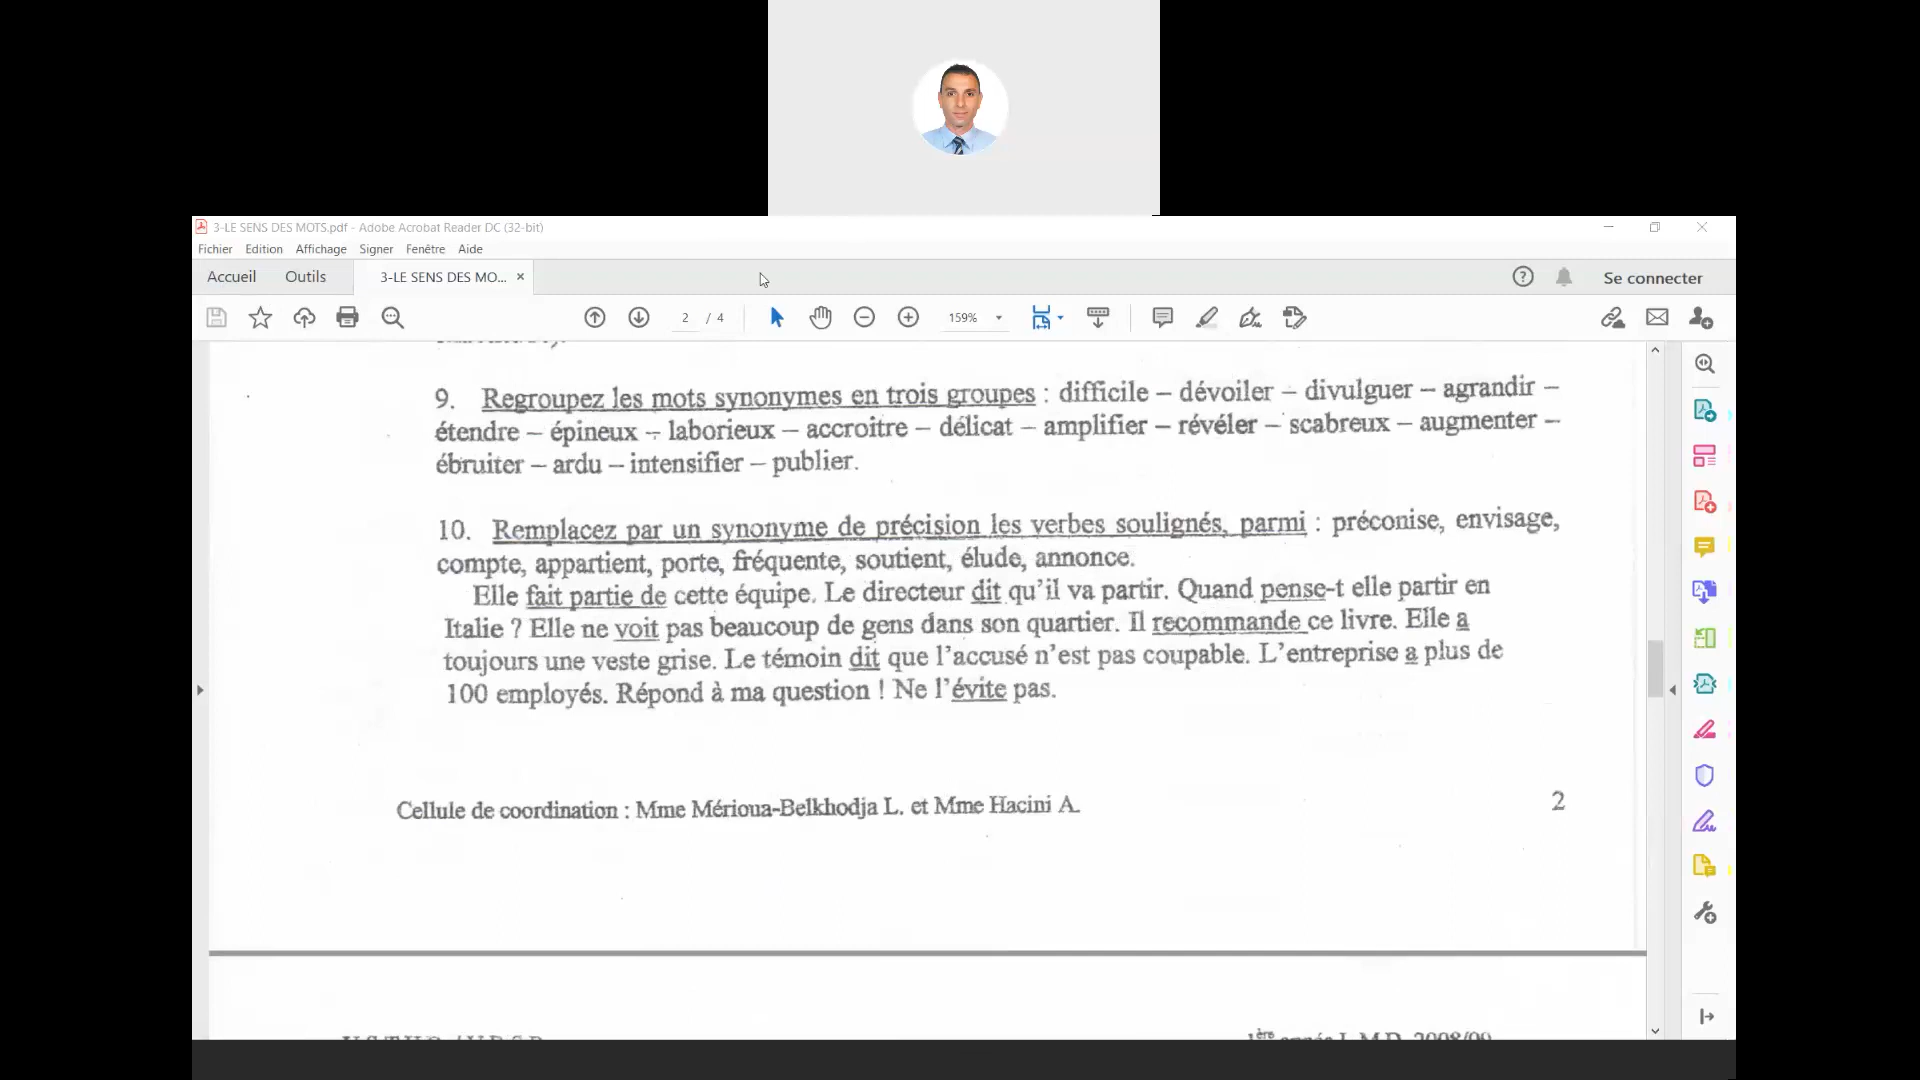 3-LE SENS DES MOTS.pdf - Adobe Acrobat Reader DC (32-bit)
Fichier Edition Affichage Signer Fenêtre Aide
Accueil Outils 3-LE SENS DES MO... × Se connecter
2 / 4 159%
9. Regroupez les mots synonymes en trois groupes : difficile – dévoiler – divulguer – agrandir –
étendre – épineux – laborieux – accroitre – délicat – amplifier – révéler – scabreux – augmenter –
ébruiter – ardu – intensifier – publier.
10. Remplacez par un synonyme de précision les verbes soulignés, parmi : préconise, envisage,
compte, appartient, porte, fréquente, soutient, élude, annonce.
Elle fait partie de cette équipe. Le directeur dit qu'il va partir. Quand pense-t elle partir en
Italie ? Elle ne voit pas beaucoup de gens dans son quartier. Il recommande ce livre. Elle a
toujours une veste grise. Le témoin dit que l'accusé n'est pas coupable. L'entreprise a plus de
100 employés. Répond à ma question ! Ne l'évite pas.
Cellule de coordination : Mme Mérioua-Belkhodja L. et Mme Hacini A. 2
1ère année L.M.D. 2008/09